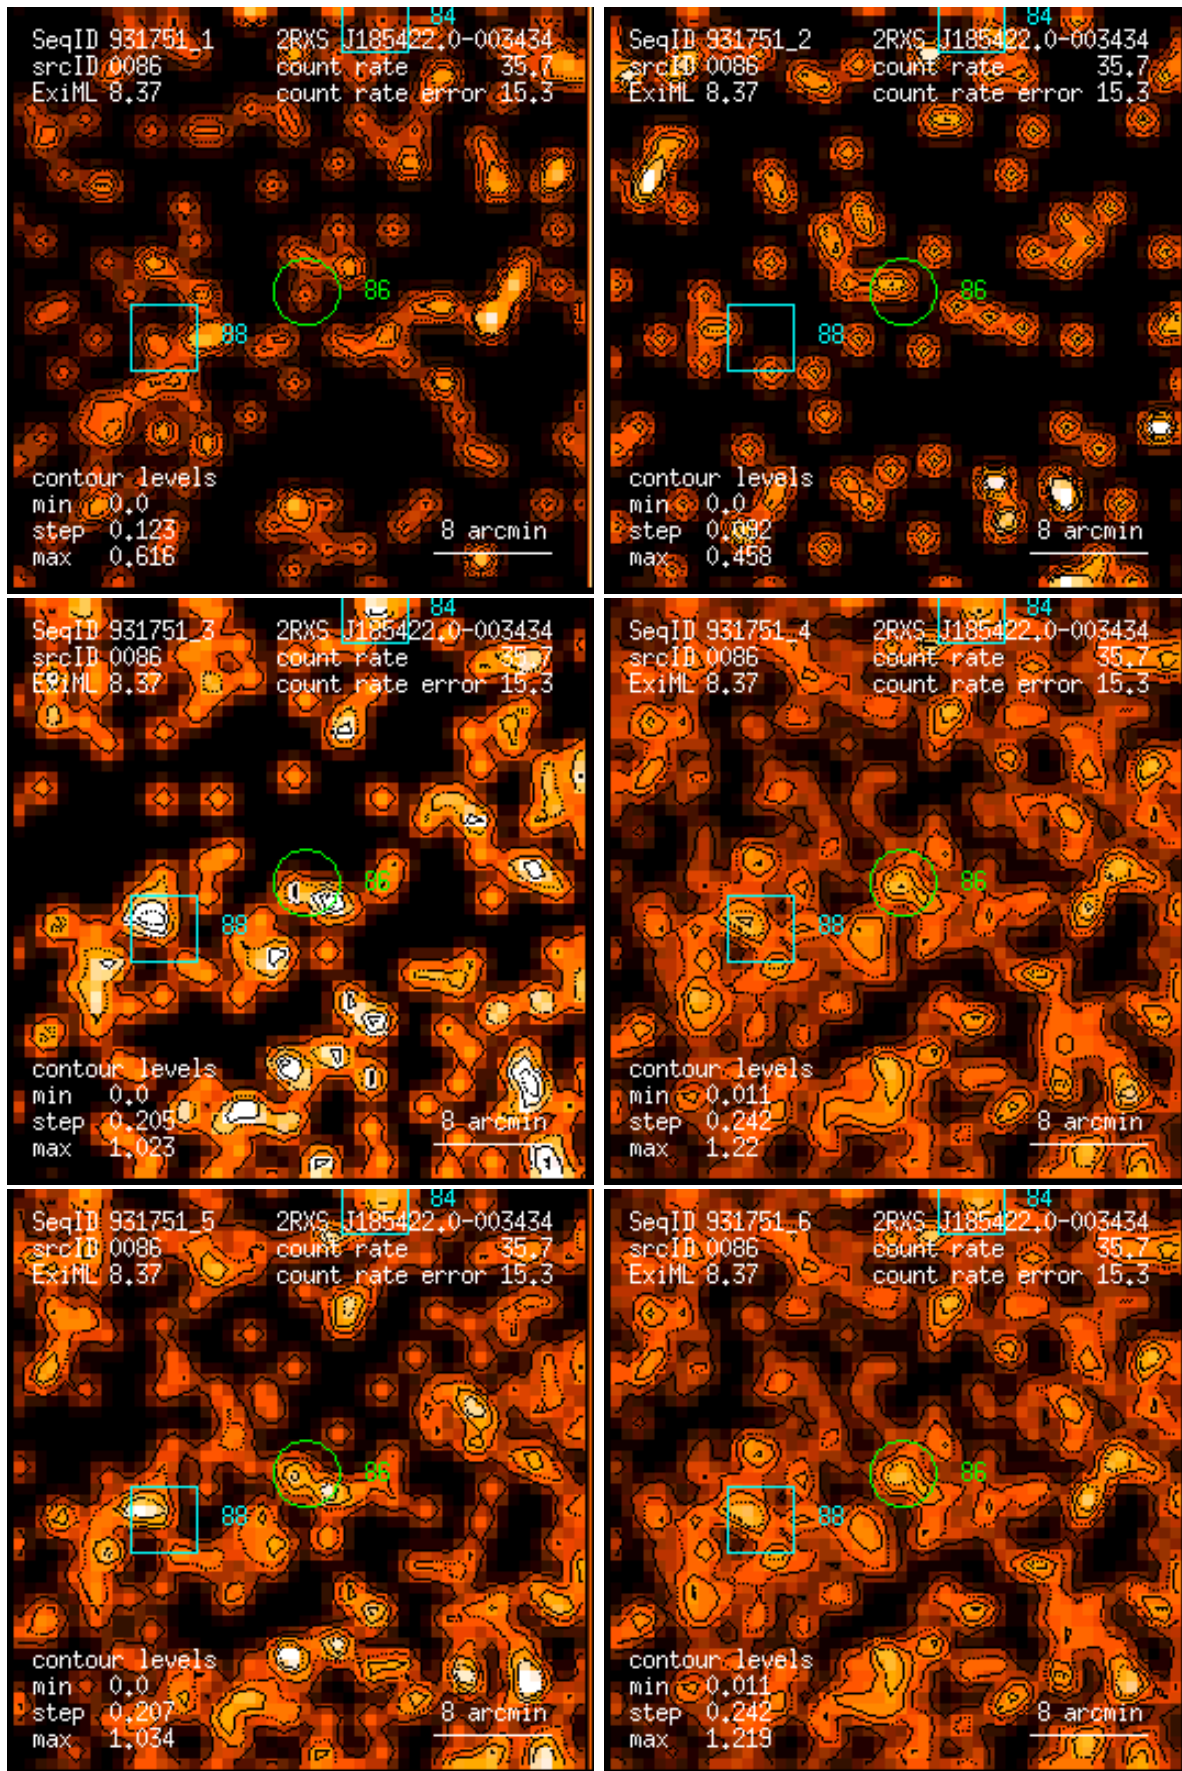 84
SeqID 931751_1 2RXS J185422.0-003434
srcID 0086 count rate 35.7
ExiML 8.37 count rate error 15.3
86
88
contour levels
min 0.0
step 0.123 8 arcmin
max 0.616
84
SeqID 931751_2 2RXS J185422.0-003434
srcID 0086 count rate 35.7
ExiML 8.37 count rate error 15.3
86
88
contour levels
min 0.0
step 0.092 8 arcmin
max 0.458
84
SeqID 931751_3 2RXS J185422.0-003434
srcID 0086 count rate 35.7
ExiML 8.37 count rate error 15.3
86
88
contour levels
min 0.0
step 0.205 8 arcmin
max 1.023
84
SeqID 931751_4 2RXS J185422.0-003434
srcID 0086 count rate 35.7
ExiML 8.37 count rate error 15.3
86
88
contour levels
min 0.011
step 0.242 8 arcmin
max 1.22
84
SeqID 931751_5 2RXS J185422.0-003434
srcID 0086 count rate 35.7
ExiML 8.37 count rate error 15.3
86
88
contour levels
min 0.0
step 0.207 8 arcmin
max 1.034
84
SeqID 931751_6 2RXS J185422.0-003434
srcID 0086 count rate 35.7
ExiML 8.37 count rate error 15.3
86
88
contour levels
min 0.011
step 0.242 8 arcmin
max 1.219